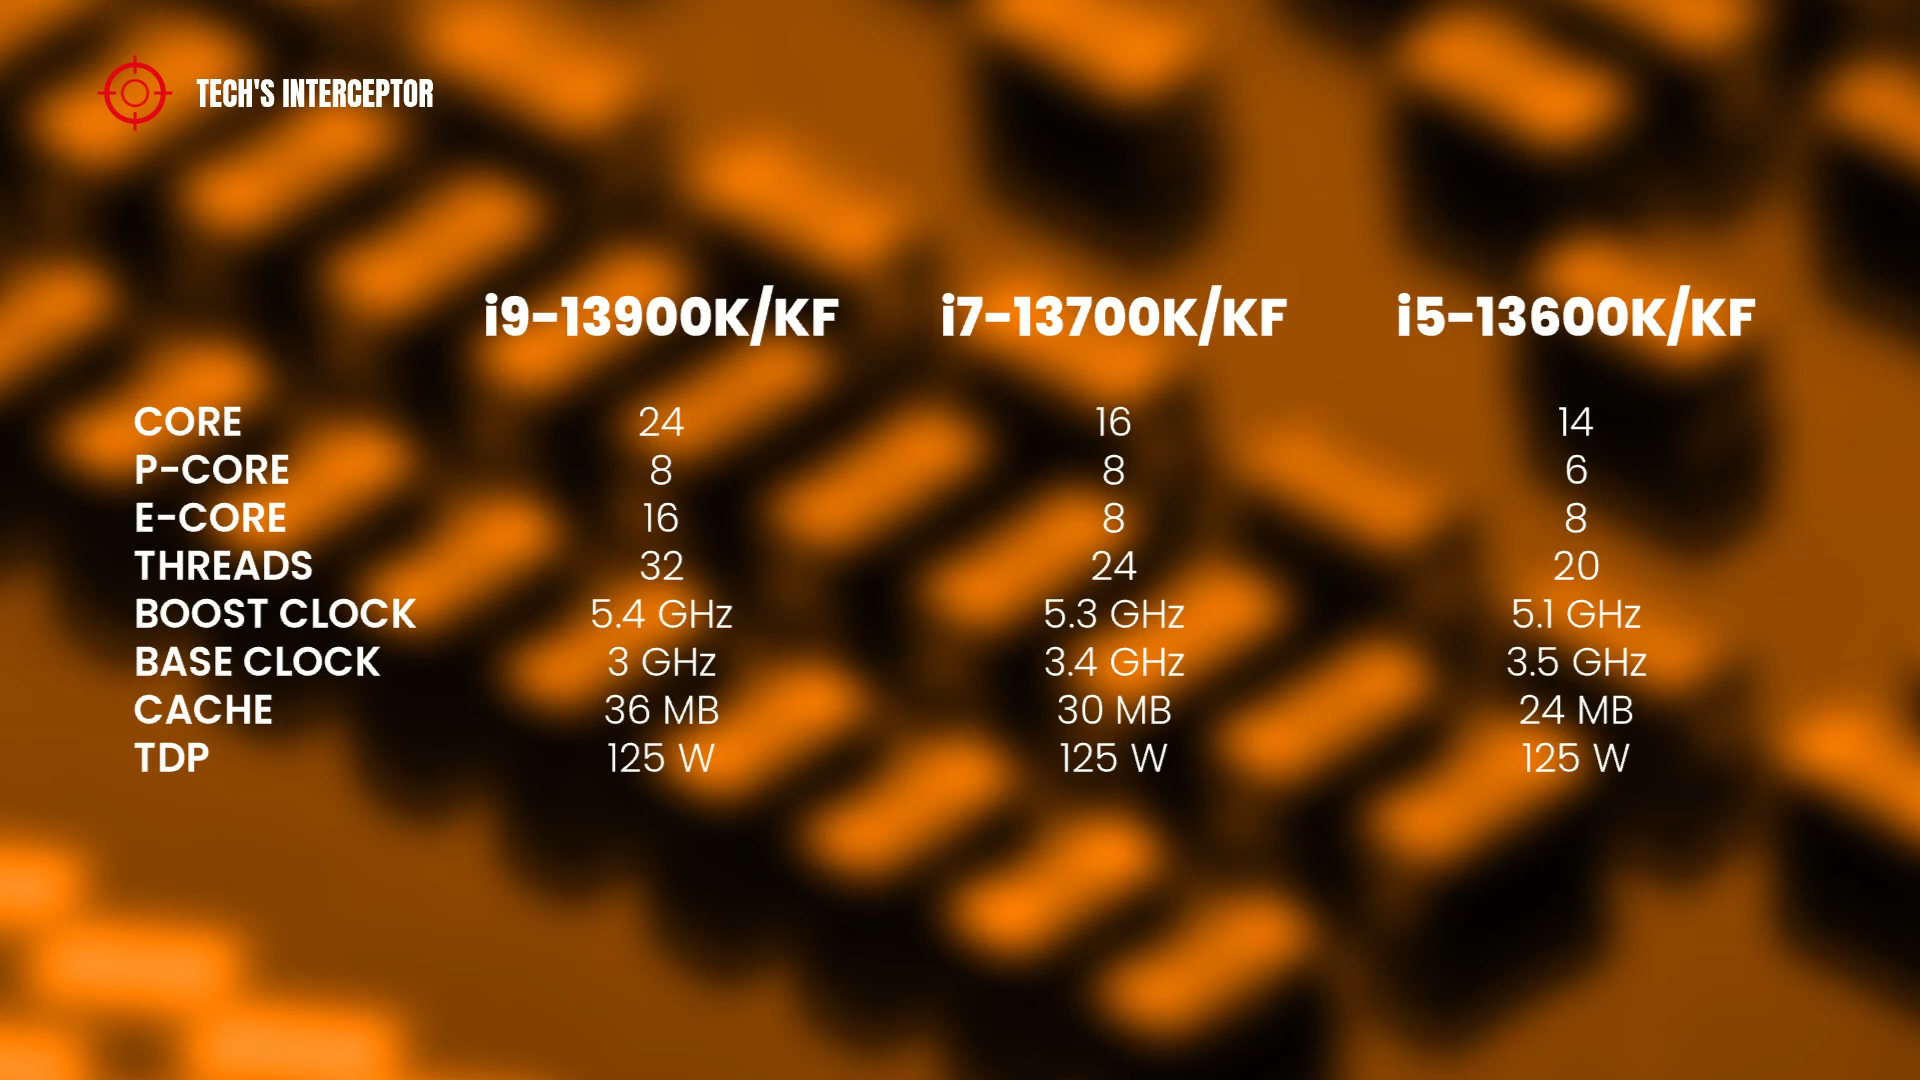 TECH'S INTERCEPTOR
i9-13900K/KF i7-13700K/KF i5-13600K/KF
CORE 24 16 14
P-CORE 8 8 6
E-CORE 16 8 8
THREADS 32 24 20
BOOST CLOCK 5.4 GHz 5.3 GHz 5.1 GHz
BASE CLOCK 3 GHz 3.4 GHz 3.5 GHz
CACHE 36 MB 30 MB 24 MB
TDP 125 W 125 W 125 W